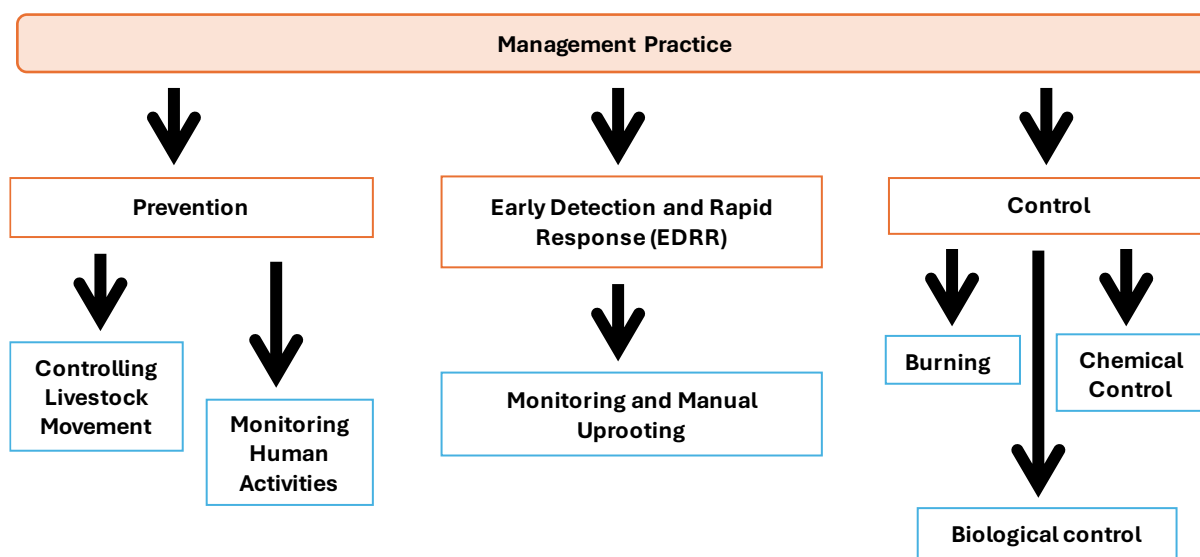 Management Practice
Prevention
Early Detection and Rapid
Response (EDRR)
Control
Controlling
Livestock
Movement
Monitoring
Human
Activities
Monitoring and Manual
Uprooting
Burning
Chemical
Control
Biological control